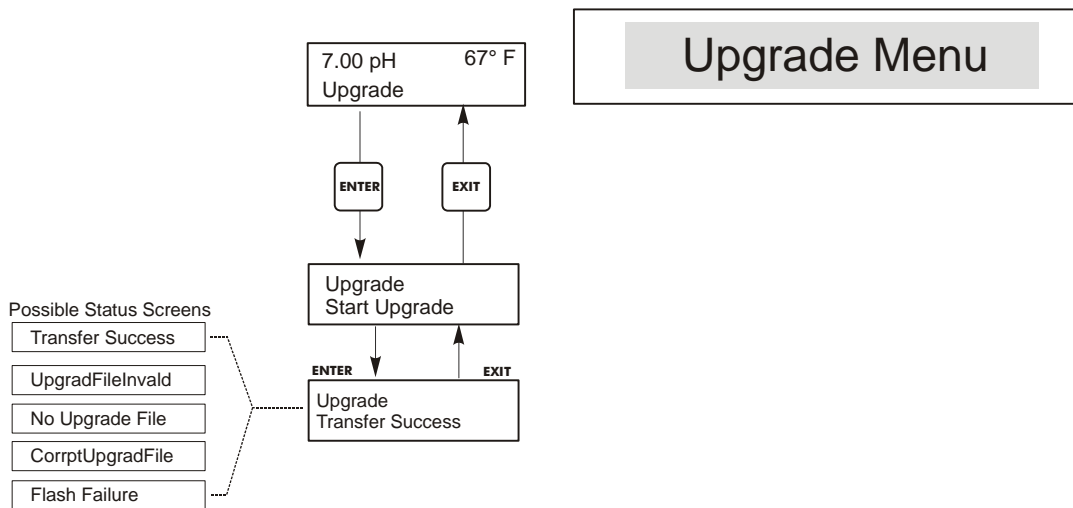 Upgrade Menu
7.00 pH 67° F
Upgrade
ENTER EXIT
Upgrade
Start Upgrade
Possible Status Screens
Transfer Success
UpgradFileInvald
No Upgrade File
CorrptUpgradFile
Flash Failure
ENTER EXIT
Upgrade
Transfer Success